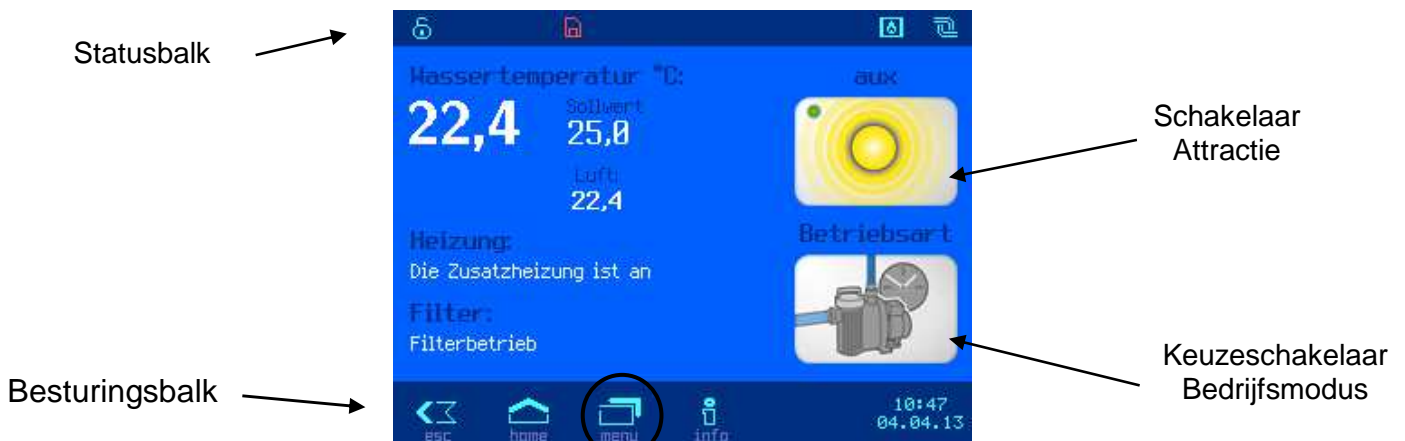 Statusbalk
Wassertemperatur °C:
aux
22,4
Sollwert
25,0
Luft:
22,4
Schakelaar
Attractie
Heizung:
Die Zusatzheizung ist an
Betriebsart
Filter:
Filterbetrieb
Keuzeschakelaar
Bedrijfsmodus
Besturingsbalk
esc
home
menu
info
10:47
04.04.13